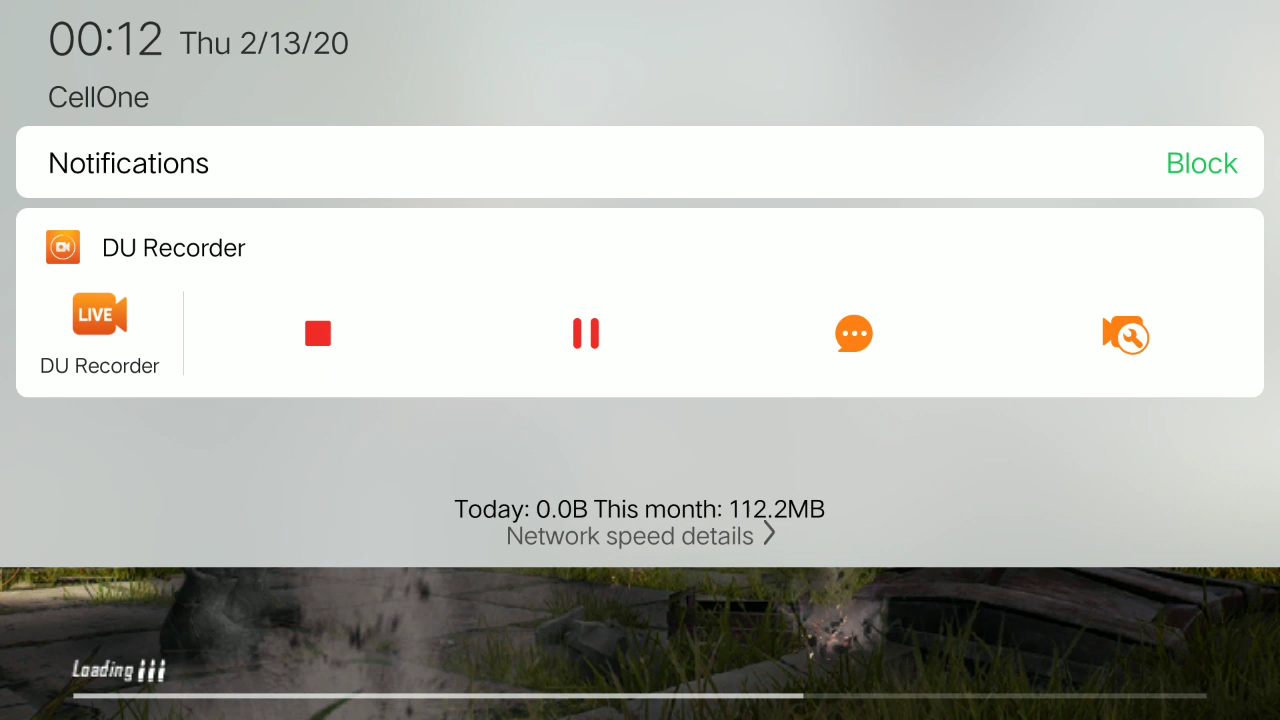 00:12 Thu 2/13/20
CellOne
Notifications Block
DU Recorder
LIVE
DU Recorder
Today: 0.0B This month: 112.2MB
Network speed details
Loading